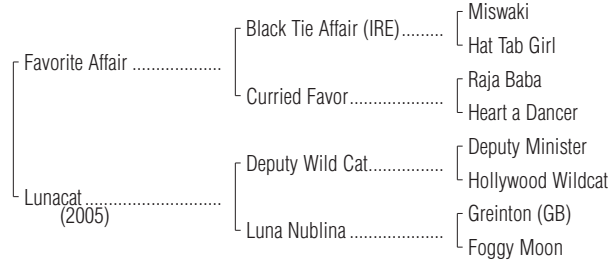 Miswaki
Black Tie Affair (IRE).........
Hat Tab Girl
Favorite Affair ...................
Raja Baba
Curried Favor....................
Heart a Dancer
Deputy Minister
Deputy Wild Cat................
Hollywood Wildcat
Lunacat.............................
(2005)
Greinton (GB)
Luna Nublina ....................
Foggy Moon